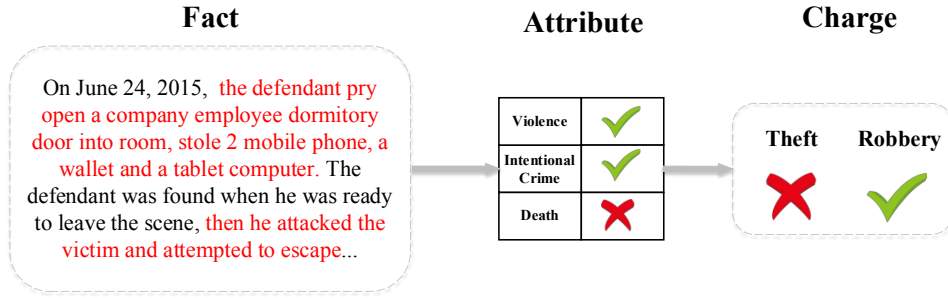 Fact
On June 24, 2015, the defendant pry
open a company employee dormitory
door into room, stole 2 mobile phone, a
wallet and a tablet computer. The
defendant was found when he was ready
to leave the scene, then he attacked the
victim and attempted to escape...
Attribute
Violence
Intentional
Crime
Death
Charge
Theft Robbery